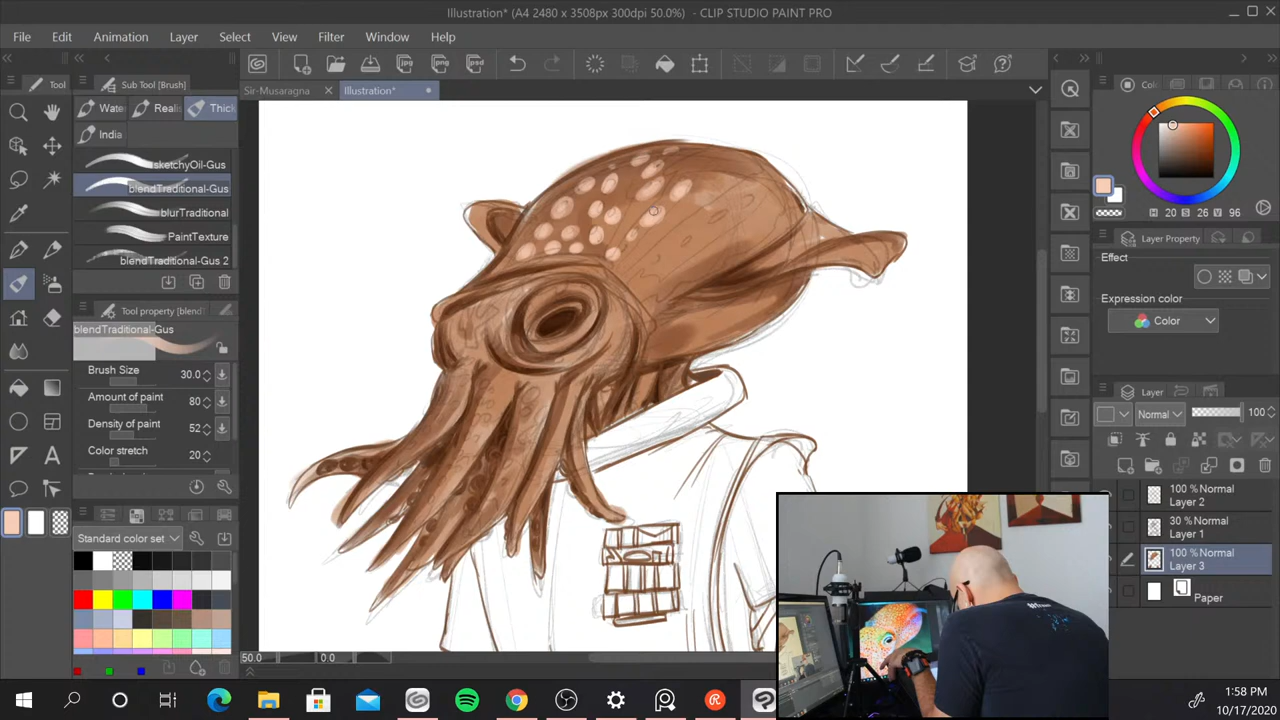 Illustration* (A4 2480 x 3508px 300dpi 50.0%) - CLIP STUDIO PAINT PRO
File Edit Animation Layer Select View Filter Window Help
Tool
Sub Tool [Brush]
Wate
Reali
Thick
India
Sir-Musaragna
Illustration*
sketchyOil-Gus
blendTraditional-Gus
blurTraditional
PaintTexture
blendTraditional-Gus 2
Tool property [blend
blendTraditional-Gus
Brush Size 30.0
Amount of paint 80
Density of paint 52
Color stretch 20
Standard color set
50.0
0.0
Col
H 20 S 26 V 96
Layer Property
Effect
Expression color
Color
Layer
Normal 100
100 % Normal
Layer 2
30 % Normal
Layer 1
100 % Normal
Layer 3
Paper
1:58 PM
10/17/2020